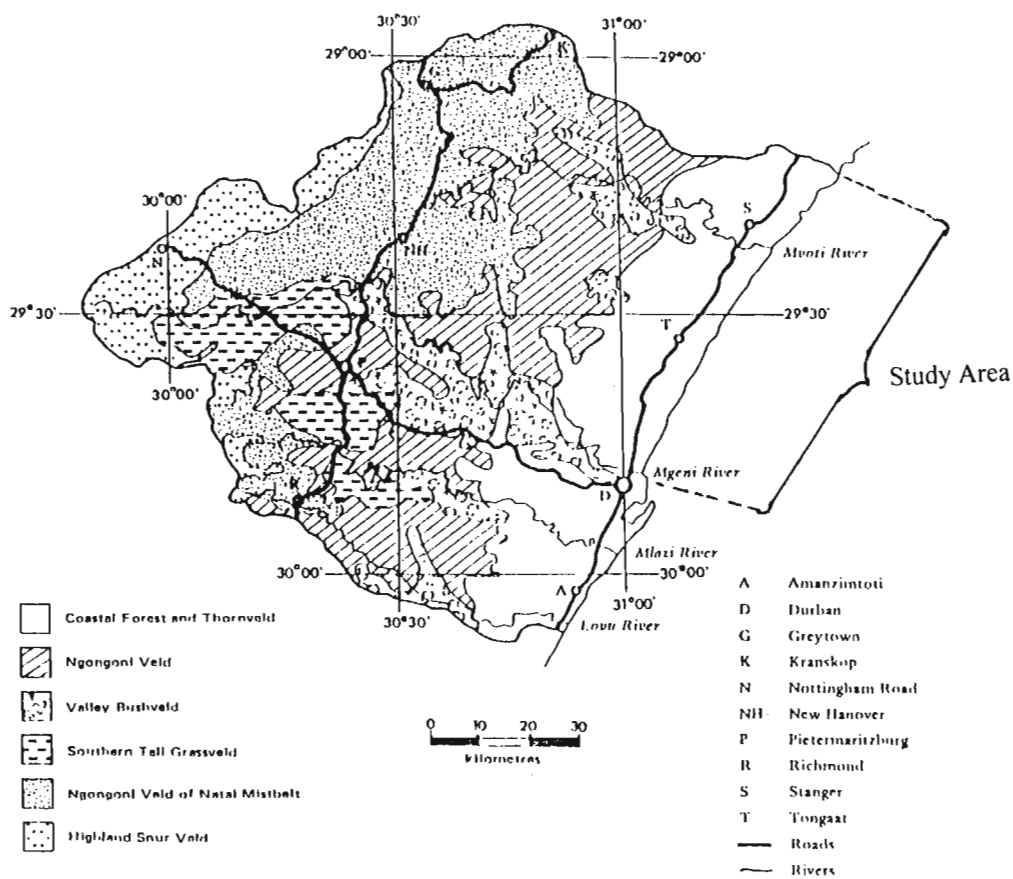 30°30'
31°00'
29°00'
K
29°00'
G
30°00'
S
N
NH
Mvoti River
29°30'
29°30'
T
P
Study Area
30°00'
Mgeni River
D
R
Mlazi River
30°00'
30°00'
A
31°00'
30°30'
Lovu River
Coastal Forest and Thornveld
Ngongoni Veld
Valley Bushveld
Southern Tall Grassveld
Ngongoni Veld of Natal Mistbelt
Highland Sour Veld
0 10 20 30
kilometres
A Amanzimtoti
D Durban
G Greytown
K Kranskop
N Nottingham Road
NH New Hanover
P Pietermaritzburg
R Richmond
S Stanger
T Tongaat
Roads
Rivers